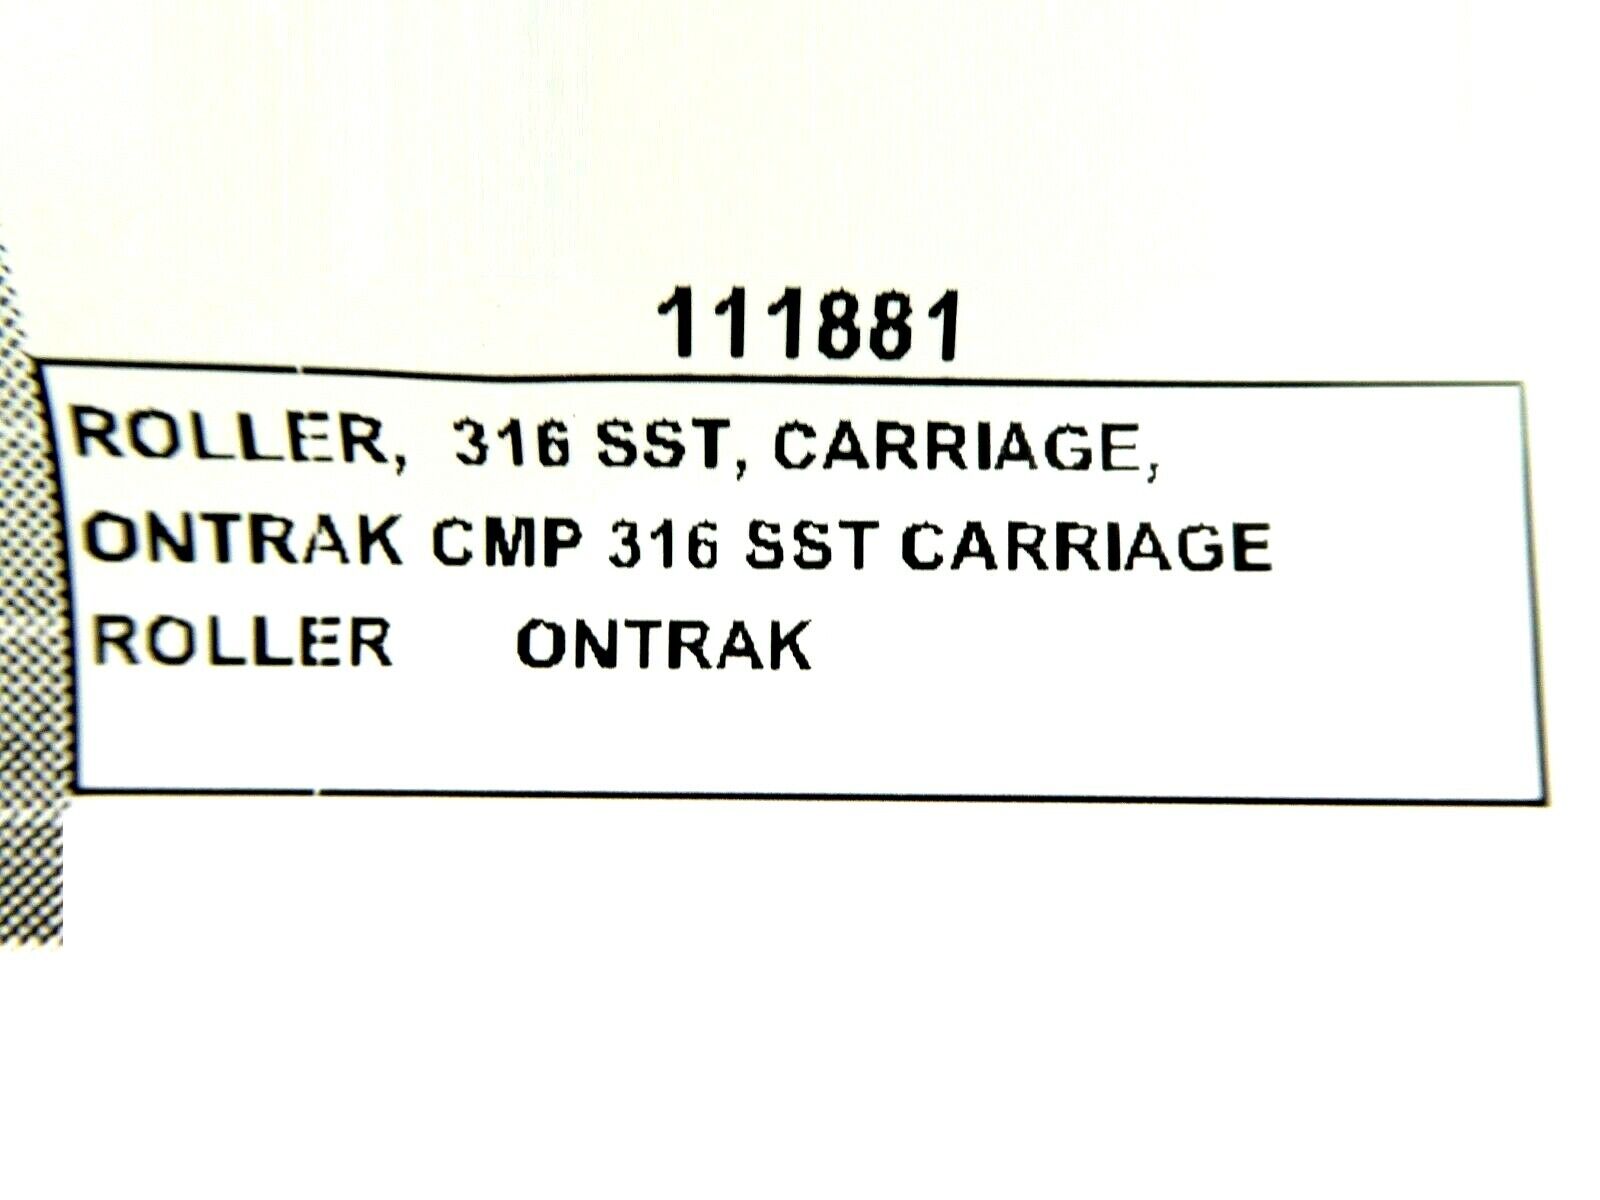 111881
ROLLER, 316 SST, CARRIAGE,
ONTRAK CMP 316 SST CARRIAGE
ROLLER ONTRAK